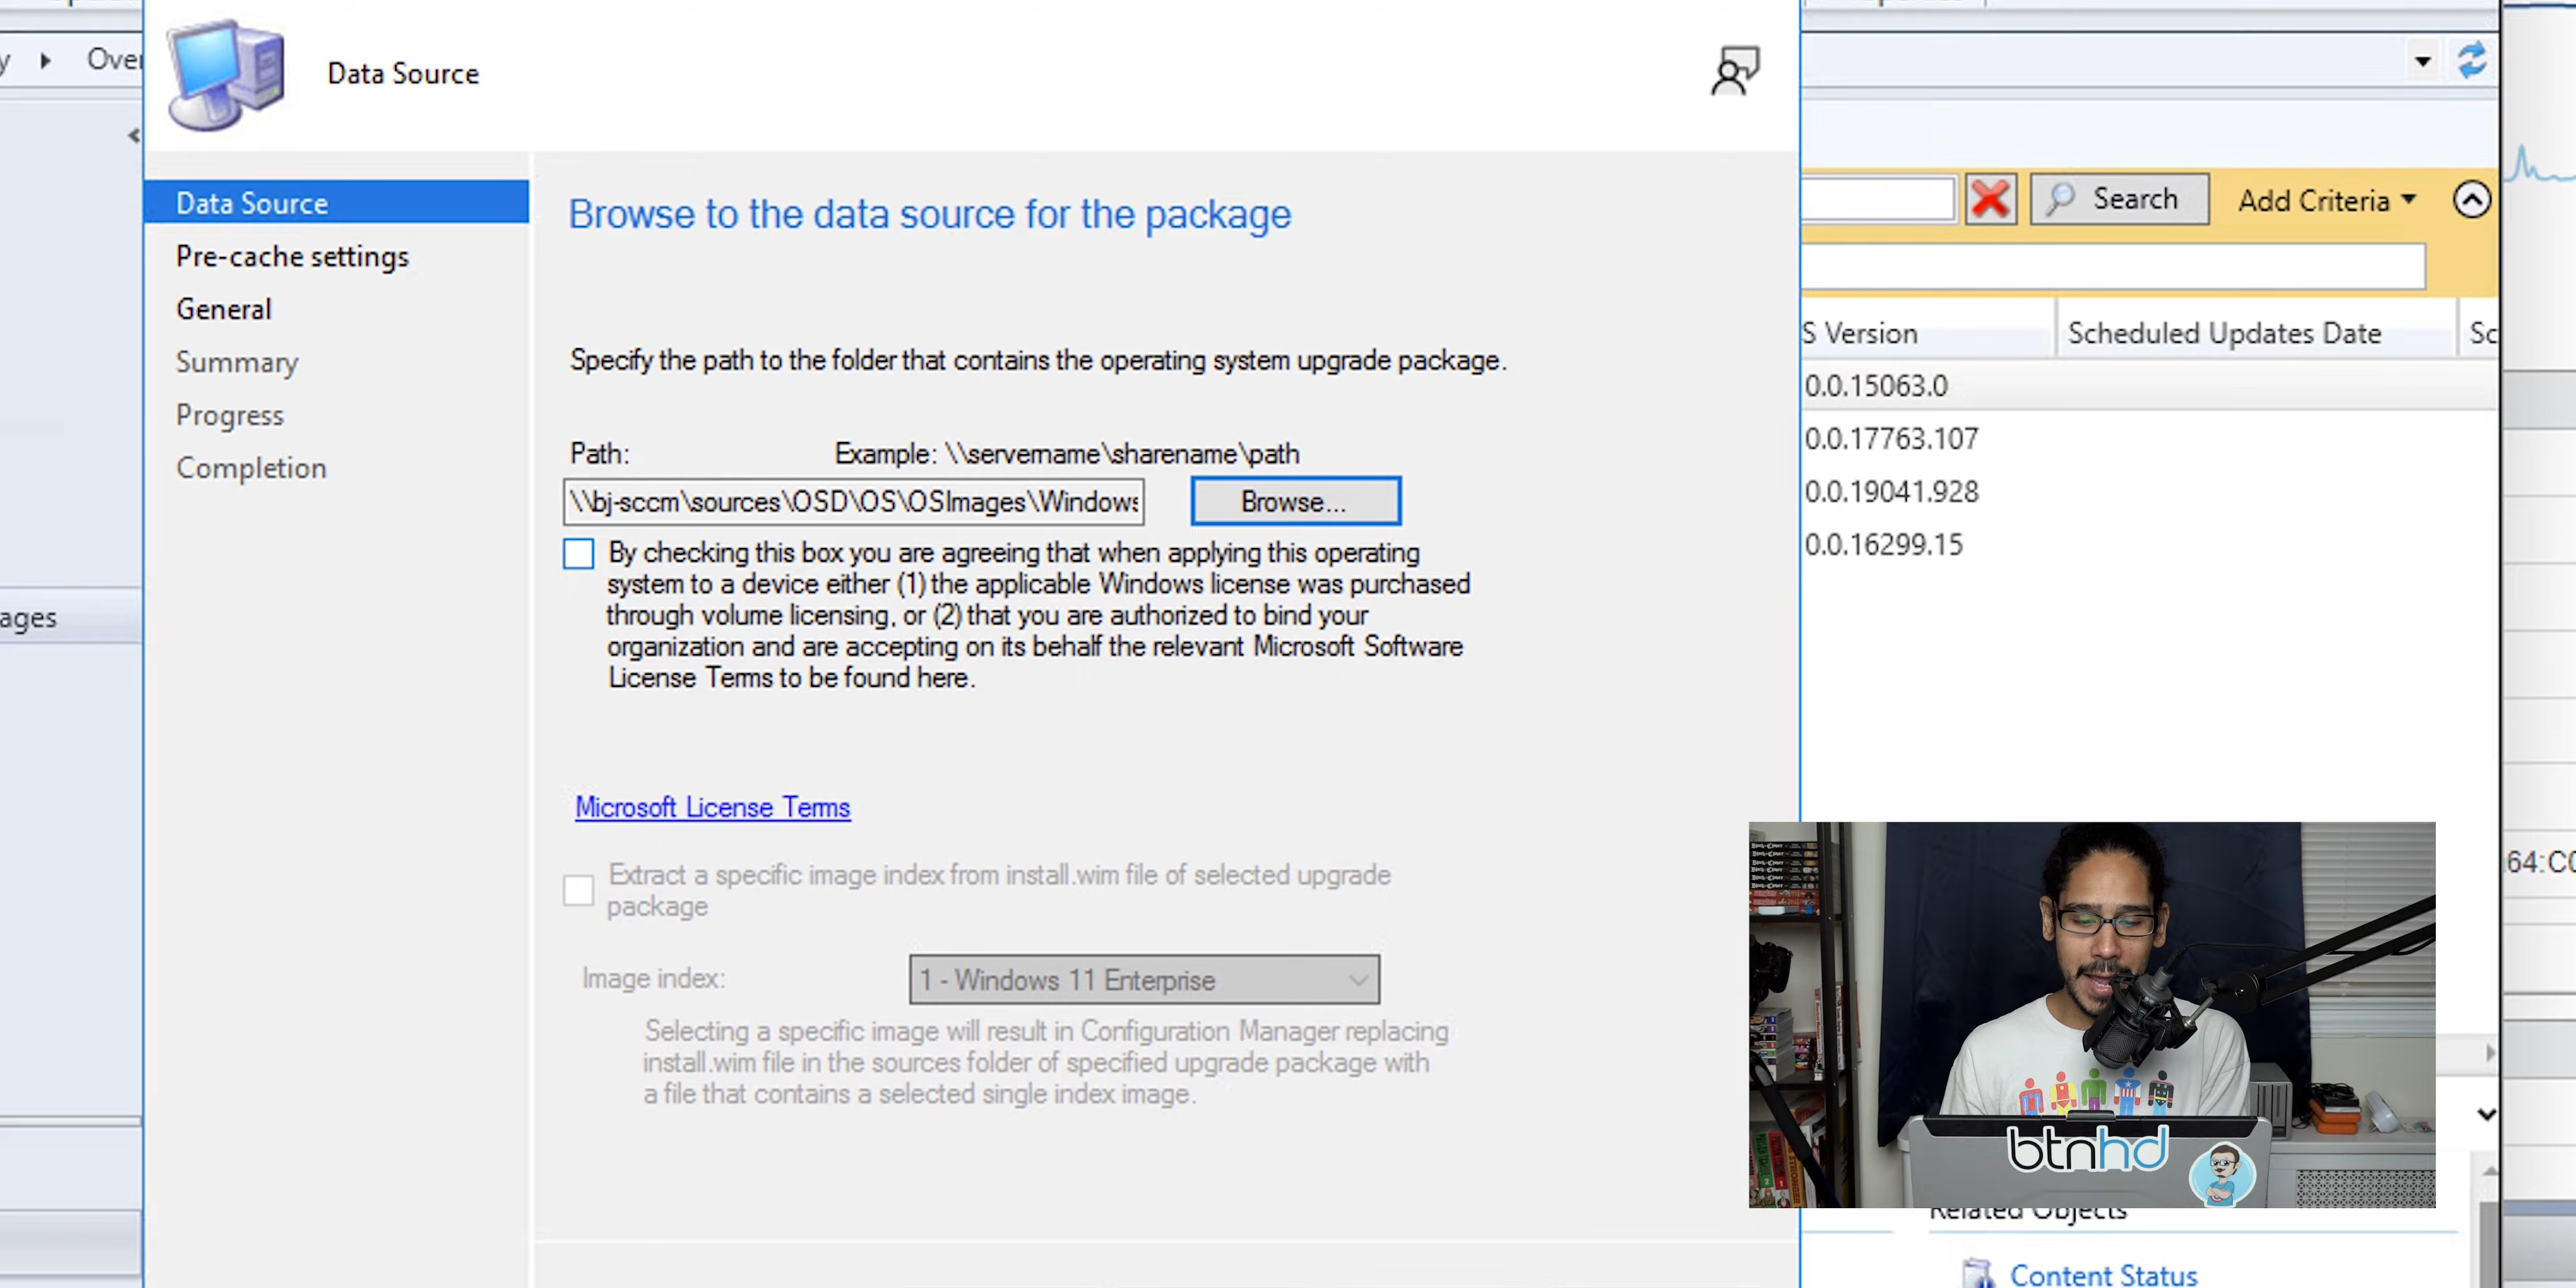 Data Source
Data Source
Pre-cache settings
General
Summary
Progress
Completion
Browse to the data source for the package
Specify the path to the folder that contains the operating system upgrade package.
Path: Example: \\servername\sharename\path
\\bj-sccm\sources\OSD\OS\OSImages\Windows
Browse...
By checking this box you are agreeing that when applying this operating
system to a device either (1) the applicable Windows license was purchased
through volume licensing, or (2) that you are authorized to bind your
organization and are accepting on its behalf the relevant Microsoft Software
License Terms to be found here.
Microsoft License Terms
Extract a specific image index from install.wim file of selected upgrade
package
Image index: 1 - Windows 11 Enterprise
Selecting a specific image will result in Configuration Manager replacing
install.wim file in the sources folder of specified upgrade package with
a file that contains a selected single index image.
Search Add Criteria
S Version Scheduled Updates Date Sc
0.0.15063.0
0.0.17763.107
0.0.19041.928
0.0.16299.15
y Over
ages
64:C0
btnhd
Related Objects
Content Status